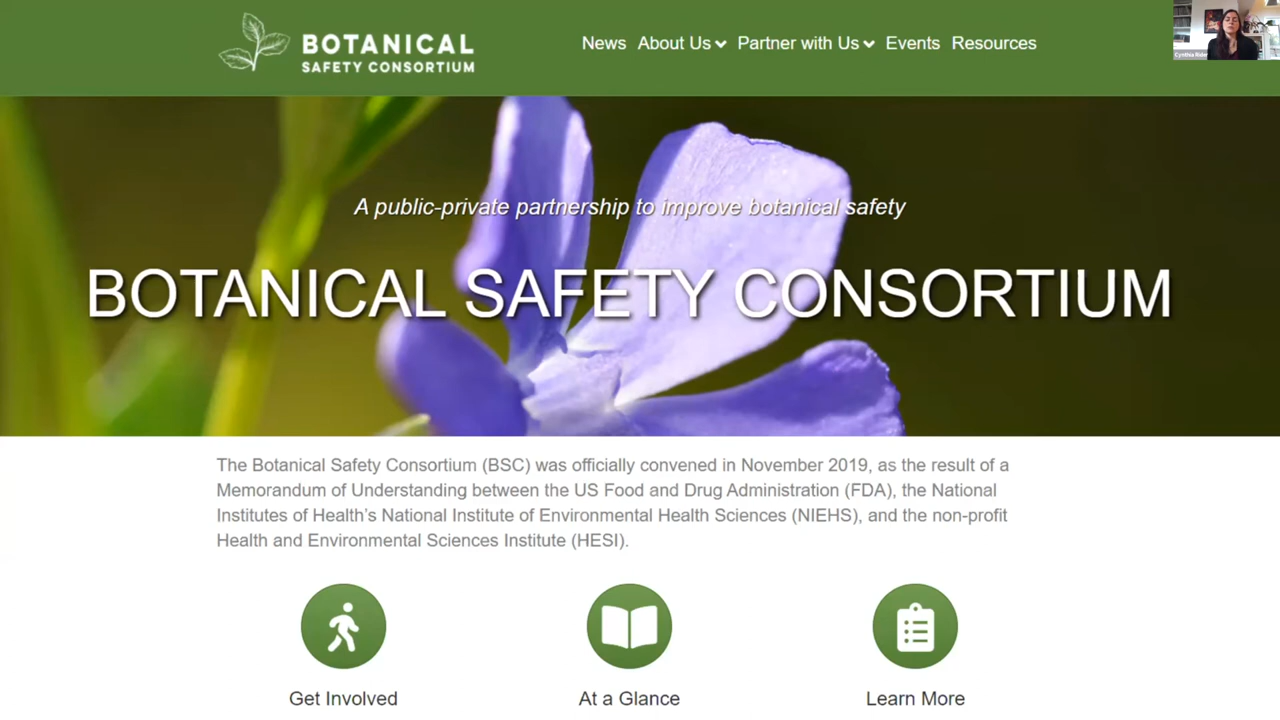 BOTANICAL
SAFETY CONSORTIUM
News About Us Partner with Us Events Resources
Cynthia Rider
A public-private partnership to improve botanical safety
BOTANICAL SAFETY CONSORTIUM
The Botanical Safety Consortium (BSC) was officially convened in November 2019, as the result of a
Memorandum of Understanding between the US Food and Drug Administration (FDA), the National
Institutes of Health's National Institute of Environmental Health Sciences (NIEHS), and the non-profit
Health and Environmental Sciences Institute (HESI).
Get Involved
At a Glance
Learn More